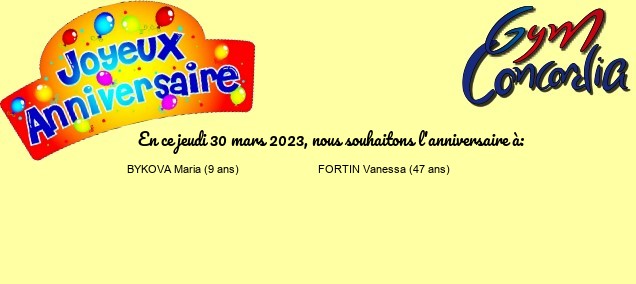 Joyeux
Anniversaire
Gym
Concordia
En ce jeudi 30 mars 2023, nous souhaitons l'anniversaire à:
BYKOVA Maria (9 ans) FORTIN Vanessa (47 ans)